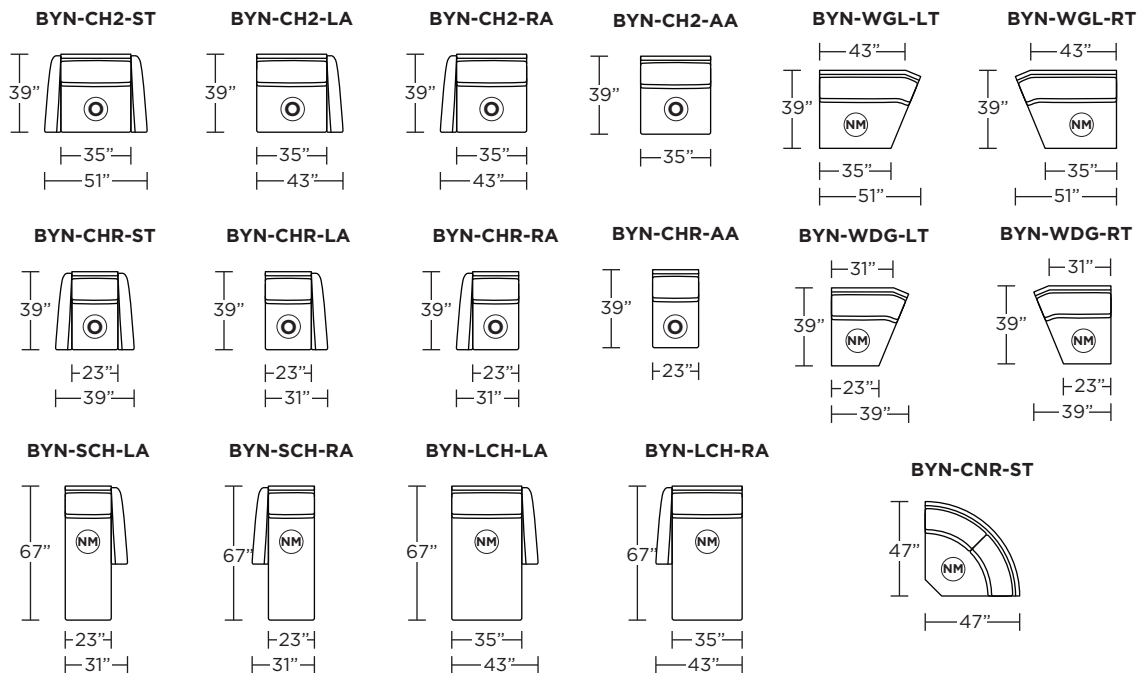 BYN-CH2-ST
39”
O
35”
51”
BYN-CH2-LA
39”
O
35”
43”
BYN-CH2-RA
39”
O
35”
43”
BYN-CH2-AA
39”
35”
BYN-WGL-LT
43”
39”
NM
35”
51”
BYN-WGL-RT
43”
39”
NM
35”
51”
BYN-CHR-ST
39”
O
23”
39”
BYN-CHR-LA
39”
O
23”
31”
BYN-CHR-RA
39”
O
23”
31”
BYN-CHR-AA
39”
O
23”
BYN-WDG-LT
31”
39”
NM
23”
39”
BYN-WDG-RT
31”
39”
NM
23”
39”
BYN-SCH-LA
67”
NM
23”
31”
BYN-SCH-RA
67”
NM
23”
31”
BYN-LCH-LA
67”
NM
35”
43”
BYN-LCH-RA
67”
NM
35”
43”
BYN-CNR-ST
47”
NM
47”